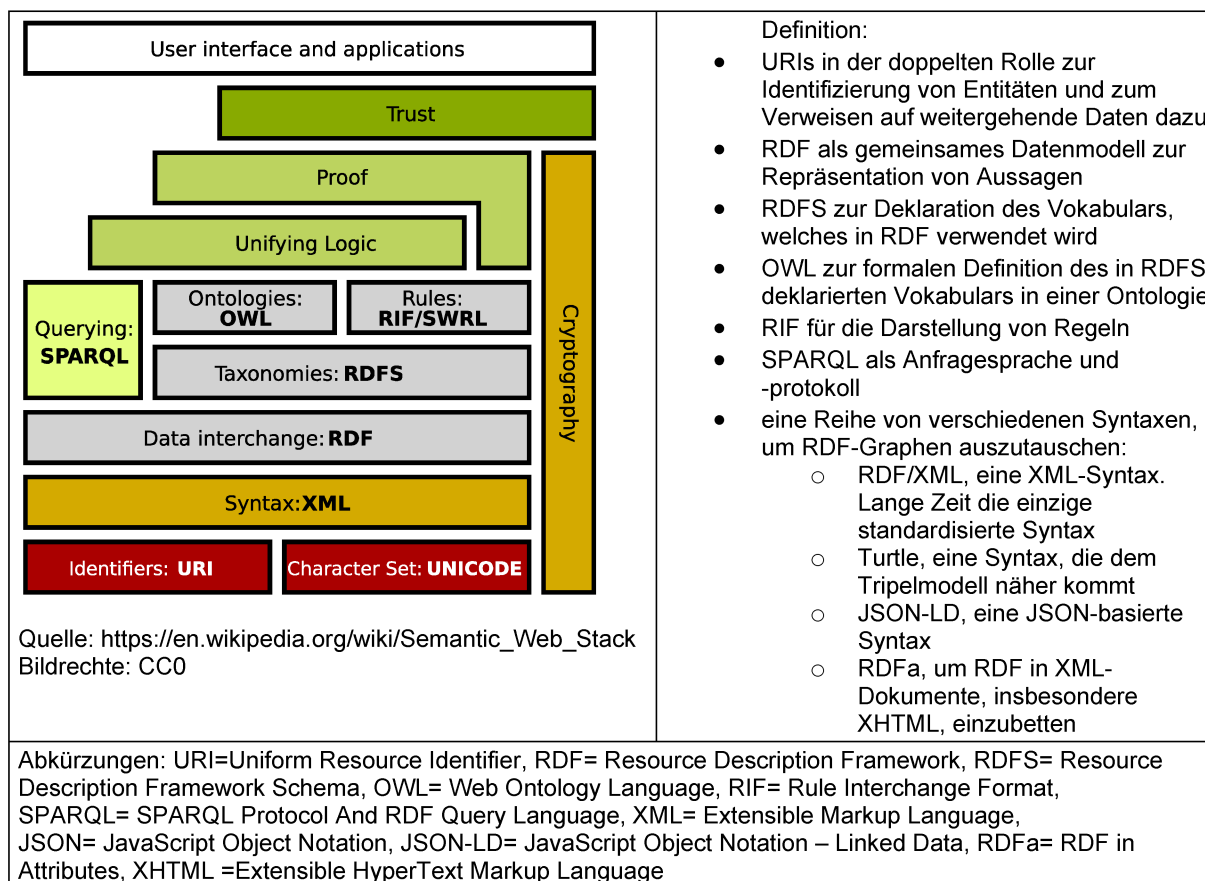 User interface and applications
Trust
Proof
Unifying Logic
Ontologies:
OWL
Rules:
RIF/SWRL
Querying:
SPARQL
Taxonomies: RDFS
Cryptography
Data interchange: RDF
Syntax: XML
Identifiers: URI
Character Set: UNICODE
Quelle: https://en.wikipedia.org/wiki/Semantic_Web_Stack
Bildrechte: CC0
Definition:
• URIs in der doppelten Rolle zur
Identifizierung von Entitäten und zum
Verweisen auf weitergehende Daten dazu
• RDF als gemeinsames Datenmodell zur
Repräsentation von Aussagen
• RDFS zur Deklaration des Vokabulars,
welches in RDF verwendet wird
• OWL zur formalen Definition des in RDFS
deklarierten Vokabulars in einer Ontologie
• RIF für die Darstellung von Regeln
• SPARQL als Anfragesprache und
-protokoll
• eine Reihe von verschiedenen Syntaxen,
um RDF-Graphen auszutauschen:
○ RDF/XML, eine XML-Syntax.
Lange Zeit die einzige
standardisierte Syntax
○ Turtle, eine Syntax, die dem
Tripelmodell näher kommt
○ JSON-LD, eine JSON-basierte
Syntax
○ RDFa, um RDF in XML-
Dokumente, insbesondere
XHTML, einzubetten
Abkürzungen: URI=Uniform Resource Identifier, RDF= Resource Description Framework, RDFS= Resource
Description Framework Schema, OWL= Web Ontology Language, RIF= Rule Interchange Format,
SPARQL= SPARQL Protocol And RDF Query Language, XML= Extensible Markup Language,
JSON= JavaScript Object Notation, JSON-LD= JavaScript Object Notation – Linked Data, RDFa= RDF in
Attributes, XHTML =Extensible HyperText Markup Language